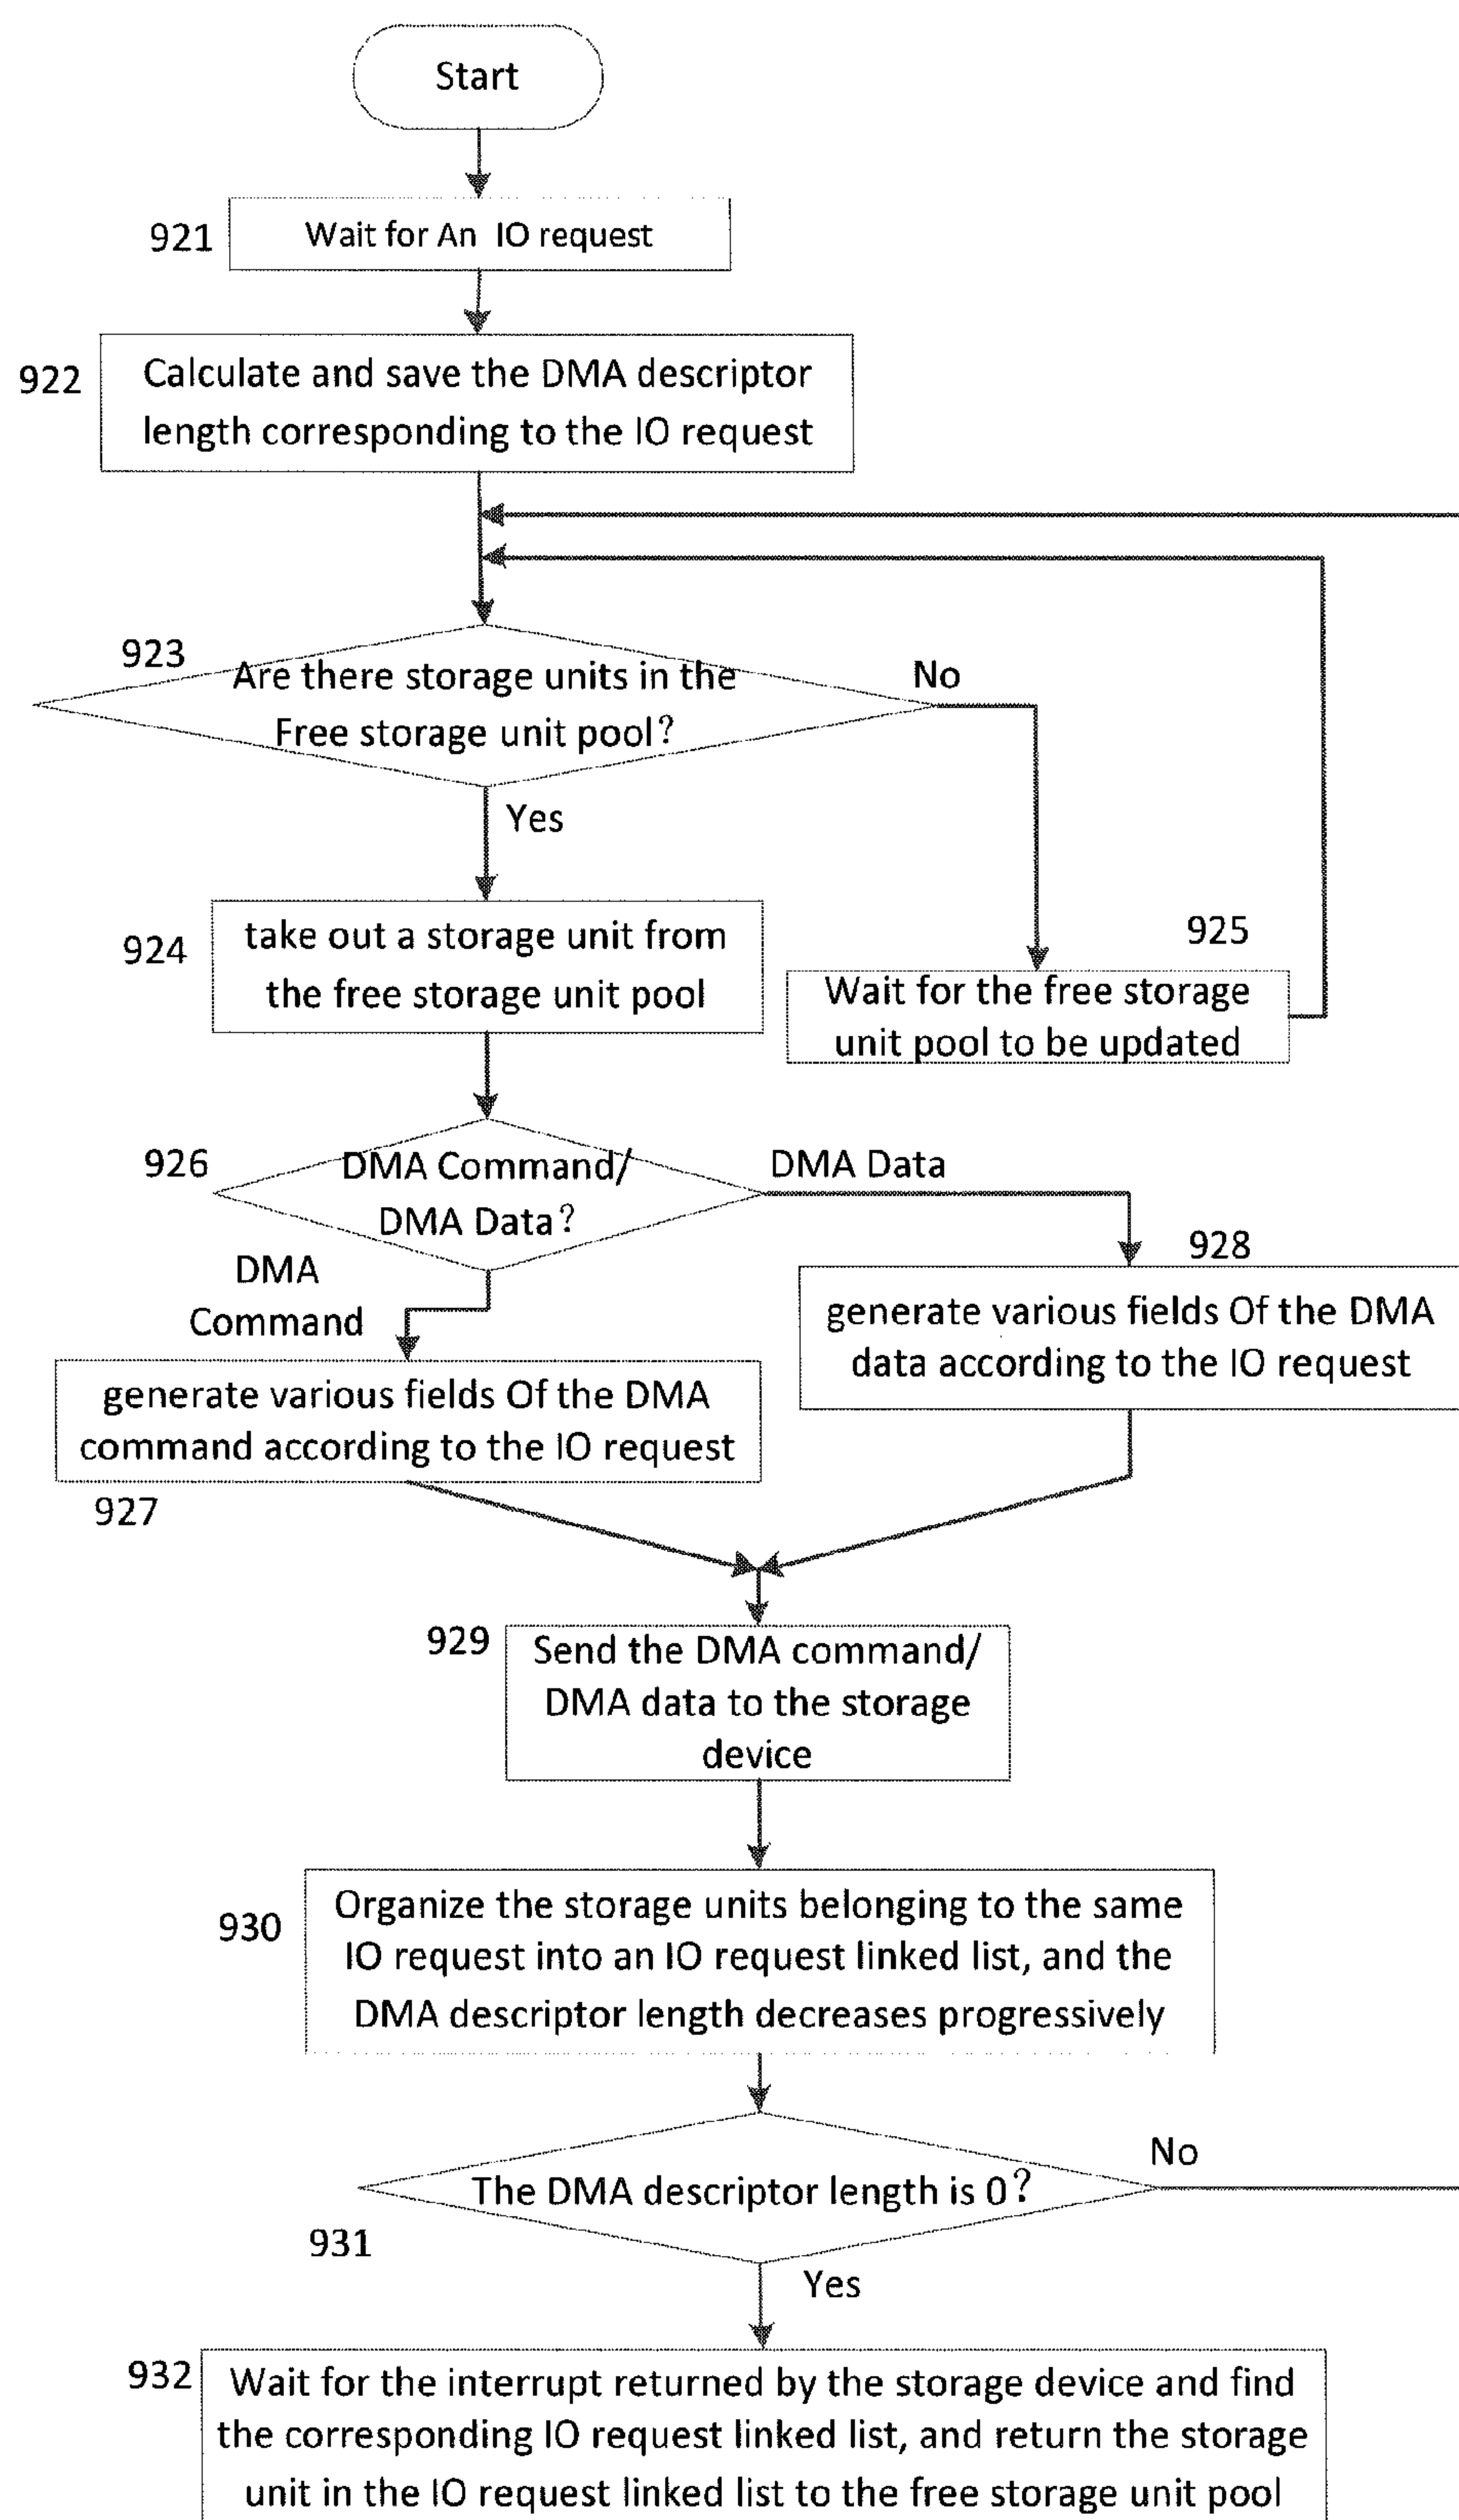 Start
921
Wait for An IO request
922
Calculate and save the DMA descriptor
length corresponding to the IO request
923
Are there storage units in the
Free storage unit pool?
No
Yes
924
take out a storage unit from
the free storage unit pool
925
Wait for the free storage
unit pool to be updated
926
DMA Command/
DMA Data?
DMA Data
DMA
Command
928
generate various fields Of the DMA
data according to the IO request
generate various fields Of the DMA
command according to the IO request
927
929
Send the DMA command/
DMA data to the storage
device
930
Organize the storage units belonging to the same
IO request into an IO request linked list, and the
DMA descriptor length decreases progressively
The DMA descriptor length is 0?
No
931
Yes
932
Wait for the interrupt returned by the storage device and find
the corresponding IO request linked list, and return the storage
unit in the IO request linked list to the free storage unit pool